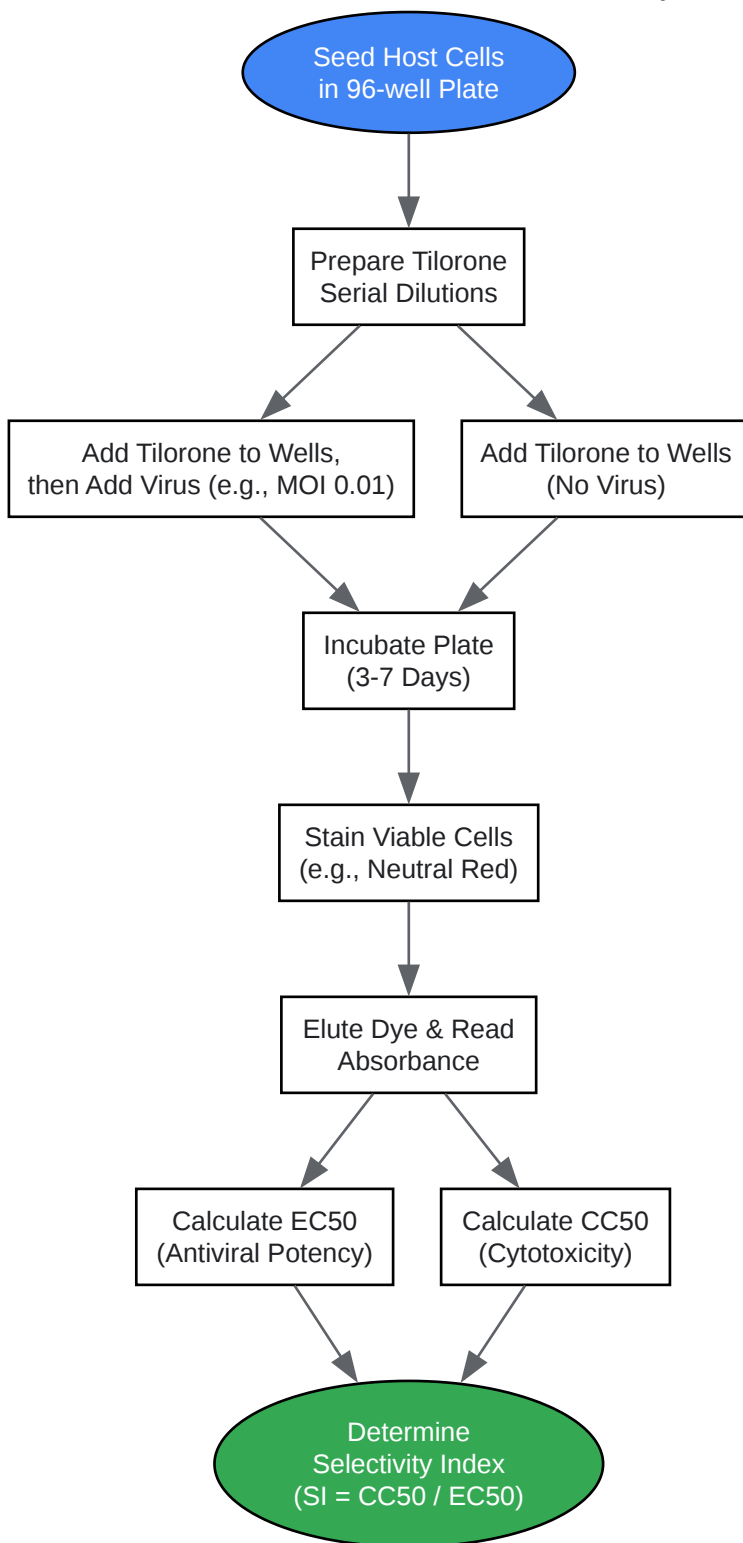 Seed Host Cells
in 96-well Plate
Prepare Tilorone
Serial Dilutions
Add Tilorone to Wells,
then Add Virus (e.g., MOI 0.01)
Add Tilorone to Wells
(No Virus)
Incubate Plate
(3-7 Days)
Stain Viable Cells
(e.g., Neutral Red)
Elute Dye & Read
Absorbance
Calculate EC50
(Antiviral Potency)
Calculate CC50
(Cytotoxicity)
Determine
Selectivity Index
(SI = CC50 / EC50)